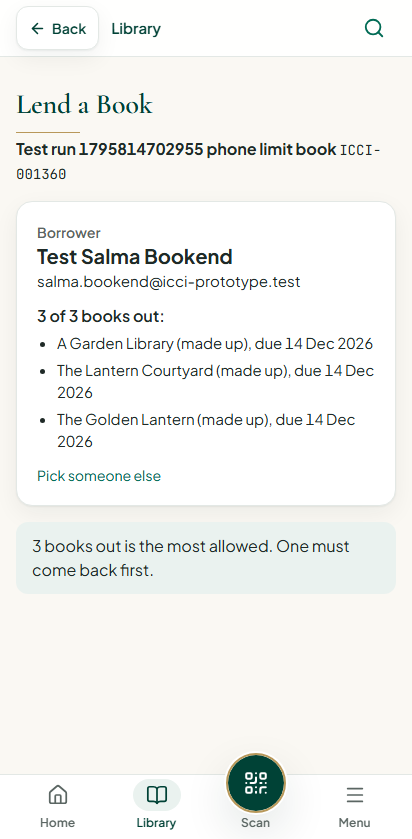 Back
Library
Lend a Book
Test run 1795814702955 phone limit book ICCI-
001360
Borrower
Test Salma Bookend
salma.bookend@icci-prototype.test
3 of 3 books out:
A Garden Library (made up), due 14 Dec 2026
The Lantern Courtyard (made up), due 14 Dec
2026
The Golden Lantern (made up), due 14 Dec
2026
Pick someone else
3 books out is the most allowed. One must
come back first.
Home
Library
Scan
Menu